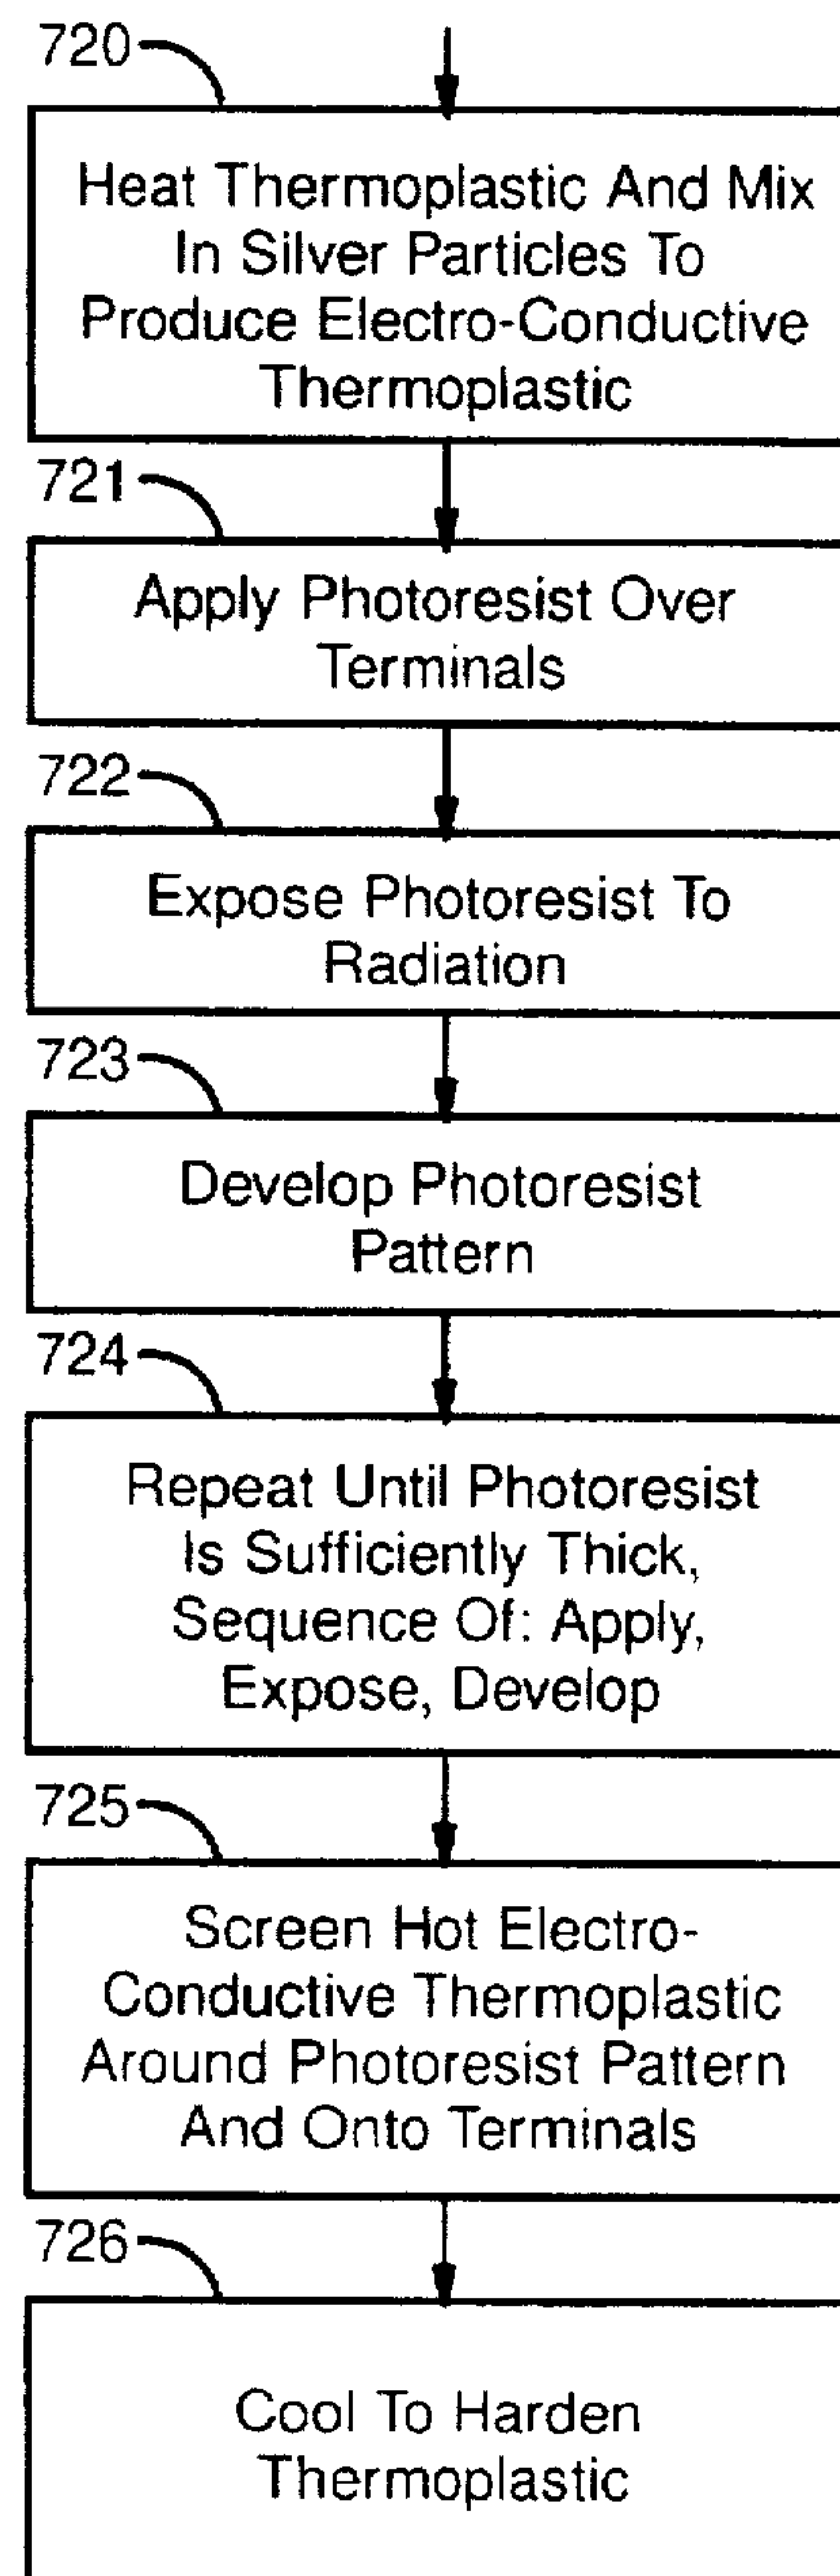 720
Heat Thermoplastic And Mix
In Silver Particles To
Produce Electro-Conductive
Thermoplastic
721
Apply Photoresist Over
Terminals
722
Expose Photoresist To
Radiation
723
Develop Photoresist
Pattern
724
Repeat Until Photoresist
Is Sufficiently Thick,
Sequence Of: Apply,
Expose, Develop
725
Screen Hot Electro-
Conductive Thermoplastic
Around Photoresist Pattern
And Onto Terminals
726
Cool To Harden
Thermoplastic